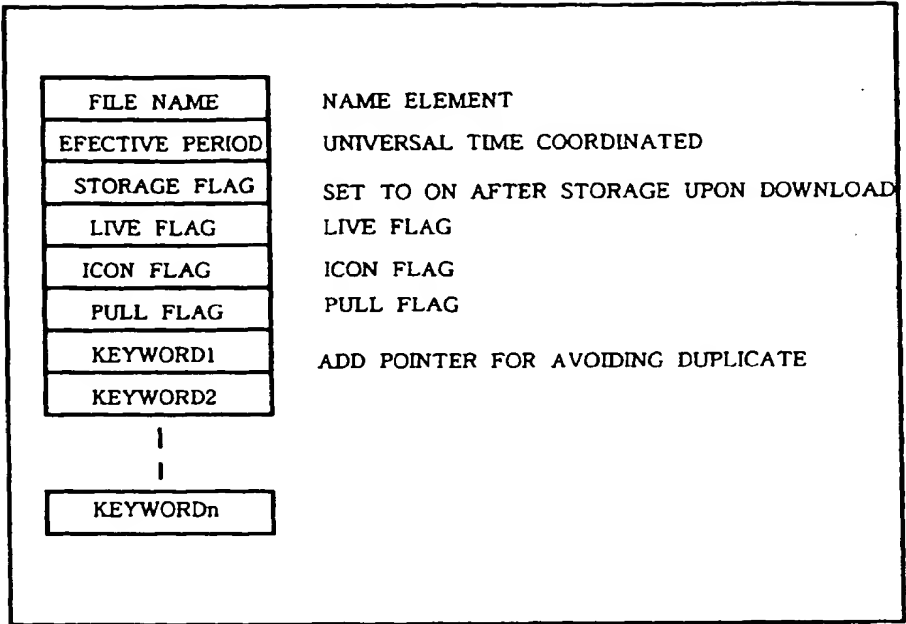 FILE NAME NAME ELEMENT
EFECTIVE PERIOD UNIVERSAL TIME COORDINATED
STORAGE FLAG SET TO ON AFTER STORAGE UPON DOWNLOAD
LIVE FLAG LIVE FLAG
ICON FLAG ICON FLAG
PULL FLAG PULL FLAG
KEYWORD1 ADD POINTER FOR AVOIDING DUPLICATE
KEYWORD2
KEYWORDn